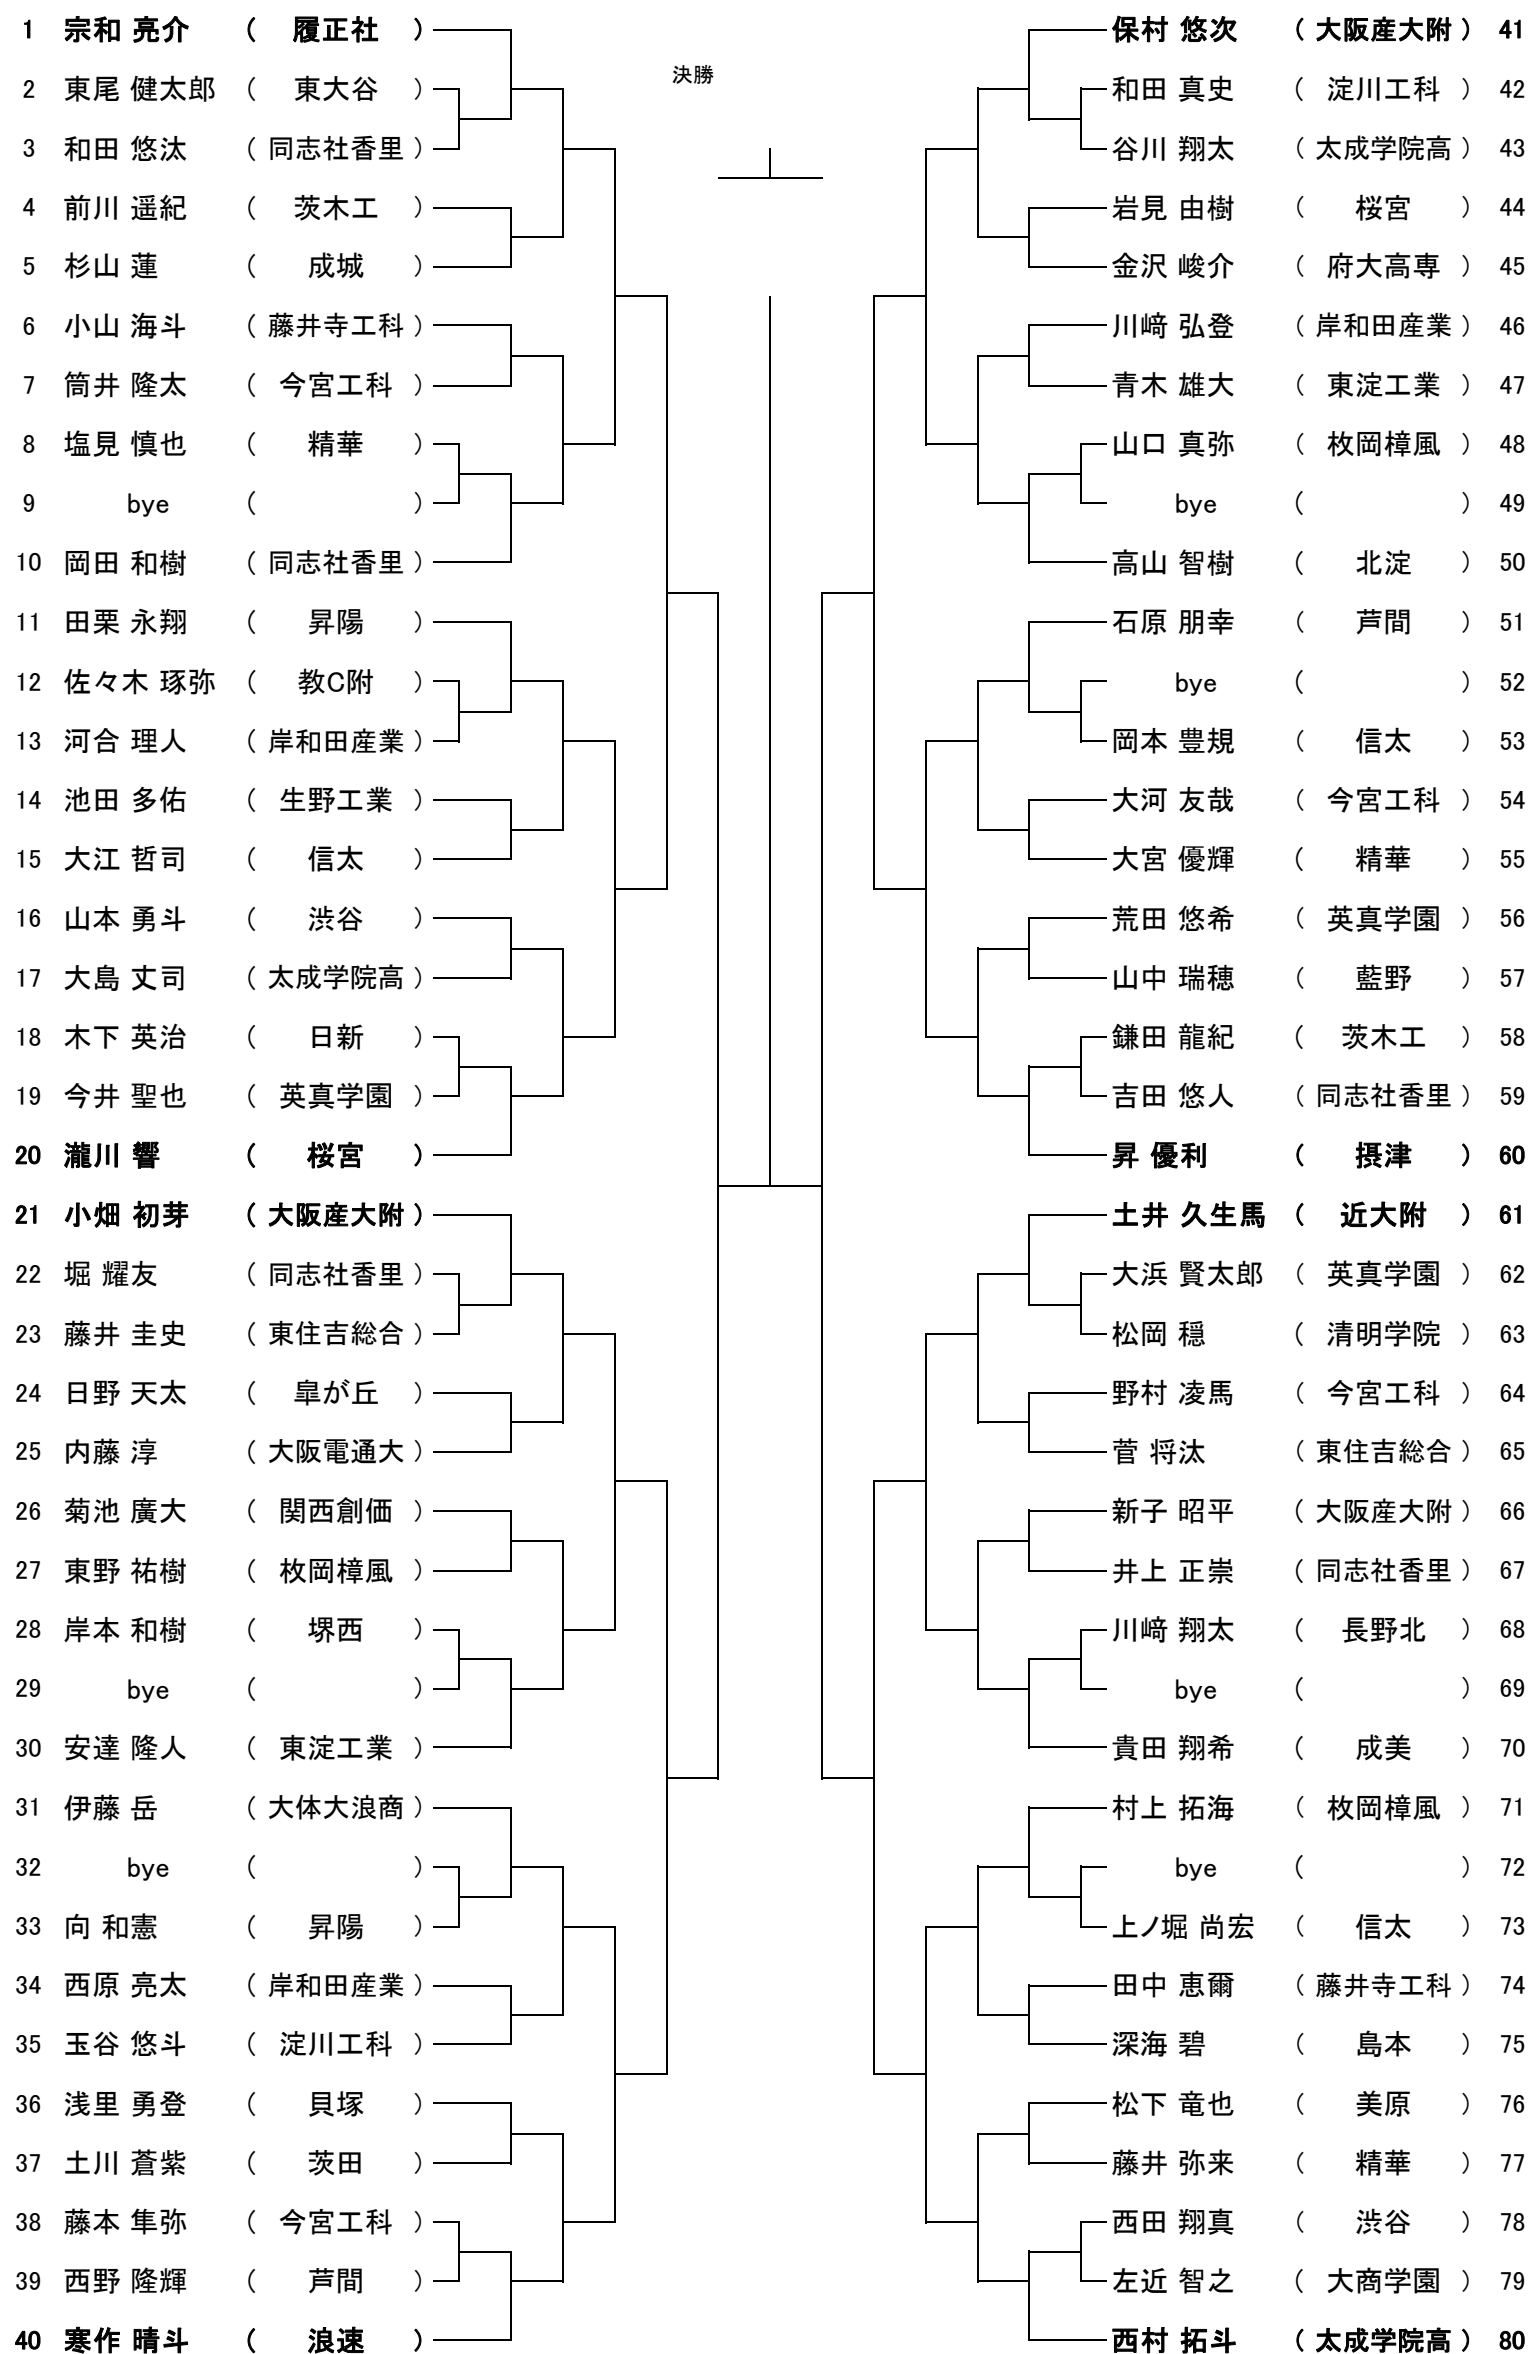 決勝
1 宗和 亮介 ( 履正社 )
2 東尾 健太郎 ( 東大谷 )
3 和田 悠汰 ( 同志社香里 )
4 前川 遥紀 ( 茨木工 )
5 杉山 蓮 ( 成城 )
6 小山 海斗 ( 藤井寺工科 )
7 筒井 隆太 ( 今宮工科 )
8 塩見 慎也 ( 精華 )
9 bye ( )
10 岡田 和樹 ( 同志社香里 )
11 田栗 永翔 ( 昇陽 )
12 佐々木 琢弥 ( 教C附 )
13 河合 理人 ( 岸和田産業 )
14 池田 多佑 ( 生野工業 )
15 大江 哲司 ( 信太 )
16 山本 勇斗 ( 渋谷 )
17 大島 丈司 ( 太成学院高 )
18 木下 英治 ( 日新 )
19 今井 聖也 ( 英真学園 )
20 瀧川 響 ( 桜宮 )
21 小畑 初芽 ( 大阪産大附 )
22 堀 耀友 ( 同志社香里 )
23 藤井 圭史 ( 東住吉総合 )
24 日野 天太 ( 皐が丘 )
25 内藤 淳 ( 大阪電通大 )
26 菊池 廣大 ( 関西創価 )
27 東野 祐樹 ( 枚岡樟風 )
28 岸本 和樹 ( 堺西 )
29 bye ( )
30 安達 隆人 ( 東淀工業 )
31 伊藤 岳 ( 大体大浪商 )
32 bye ( )
33 向 和憲 ( 昇陽 )
34 西原 亮太 ( 岸和田産業 )
35 玉谷 悠斗 ( 淀川工科 )
36 浅里 勇登 ( 貝塚 )
37 土川 蒼紫 ( 茨田 )
38 藤本 隼弥 ( 今宮工科 )
39 西野 隆輝 ( 芦間 )
40 寒作 晴斗 ( 浪速 )
保村 悠次 ( 大阪産大附 ) 41
和田 真史 ( 淀川工科 ) 42
谷川 翔太 ( 太成学院高 ) 43
岩見 由樹 ( 桜宮 ) 44
金沢 峻介 ( 府大高専 ) 45
川﨑 弘登 ( 岸和田産業 ) 46
青木 雄大 ( 東淀工業 ) 47
山口 真弥 ( 枚岡樟風 ) 48
bye ( ) 49
高山 智樹 ( 北淀 ) 50
石原 朋幸 ( 芦間 ) 51
bye ( ) 52
岡本 豊規 ( 信太 ) 53
大河 友哉 ( 今宮工科 ) 54
大宮 優輝 ( 精華 ) 55
荒田 悠希 ( 英真学園 ) 56
山中 瑞穂 ( 藍野 ) 57
鎌田 龍紀 ( 茨木工 ) 58
吉田 悠人 ( 同志社香里 ) 59
昇 優利 ( 摂津 ) 60
土井 久生馬 ( 近大附 ) 61
大浜 賢太郎 ( 英真学園 ) 62
松岡 穏 ( 清明学院 ) 63
野村 凌馬 ( 今宮工科 ) 64
菅 将汰 ( 東住吉総合 ) 65
新子 昭平 ( 大阪産大附 ) 66
井上 正崇 ( 同志社香里 ) 67
川﨑 翔太 ( 長野北 ) 68
bye ( ) 69
貴田 翔希 ( 成美 ) 70
村上 拓海 ( 枚岡樟風 ) 71
bye ( ) 72
上ノ堀 尚宏 ( 信太 ) 73
田中 恵爾 ( 藤井寺工科 ) 74
深海 碧 ( 島本 ) 75
松下 竜也 ( 美原 ) 76
藤井 弥来 ( 精華 ) 77
西田 翔真 ( 渋谷 ) 78
左近 智之 ( 大商学園 ) 79
西村 拓斗 ( 太成学院高 ) 80